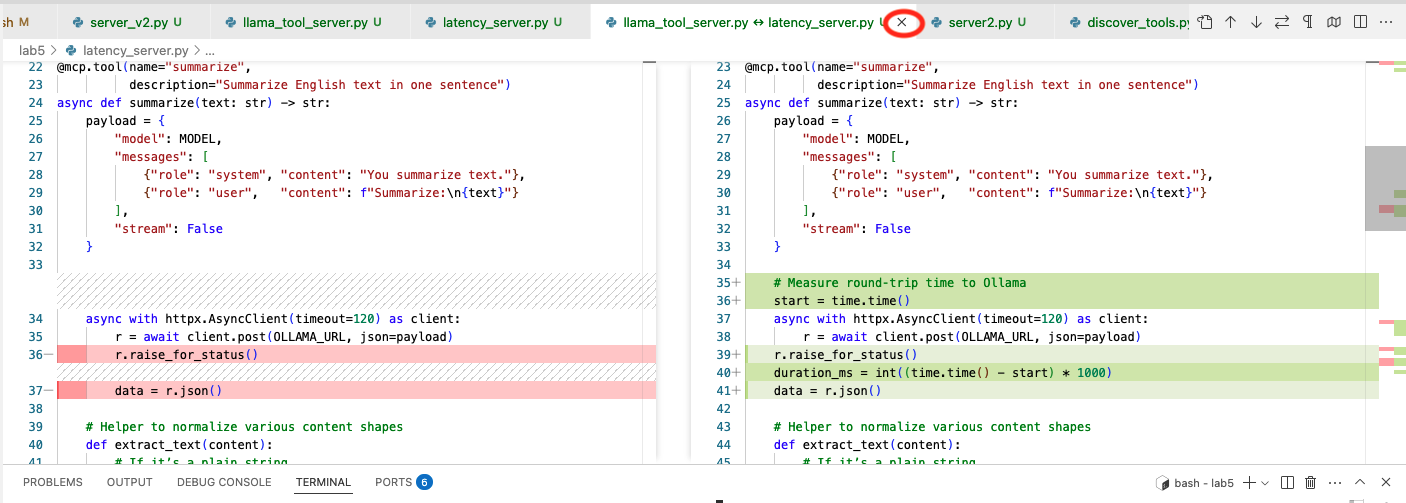 sh M server_v2.py U llama_tool_server.py U latency_server.py U llama_tool_server.py ↔ latency_server.py U server2.py U discover_tools.py
lab5 > latency_server.py > ...
22 @mcp.tool(name="summarize",
23 description="Summarize English text in one sentence")
24 async def summarize(text: str) -> str:
25 payload = {
26 "model": MODEL,
27 "messages": [
28 {"role": "system", "content": "You summarize text."},
29 {"role": "user", "content": f"Summarize:\n{text}"}
30 ],
31 "stream": False
32 }
33
34 async with httpx.AsyncClient(timeout=120) as client:
35 r = await client.post(OLLAMA_URL, json=payload)
36- r.raise_for_status()
37- data = r.json()
38
39 # Helper to normalize various content shapes
40 def extract_text(content):
41 # If it's a plain string
23 @mcp.tool(name="summarize",
24 description="Summarize English text in one sentence")
25 async def summarize(text: str) -> str:
26 payload = {
27 "model": MODEL,
28 "messages": [
29 {"role": "system", "content": "You summarize text."},
30 {"role": "user", "content": f"Summarize:\n{text}"}
31 ],
32 "stream": False
33 }
34
35+ # Measure round-trip time to Ollama
36+ start = time.time()
37 async with httpx.AsyncClient(timeout=120) as client:
38 r = await client.post(OLLAMA_URL, json=payload)
39+ r.raise_for_status()
40+ duration_ms = int((time.time() - start) * 1000)
41+ data = r.json()
42
43 # Helper to normalize various content shapes
44 def extract_text(content):
45 # If it's a plain string
PROBLEMS OUTPUT DEBUG CONSOLE TERMINAL PORTS 6 bash - lab5